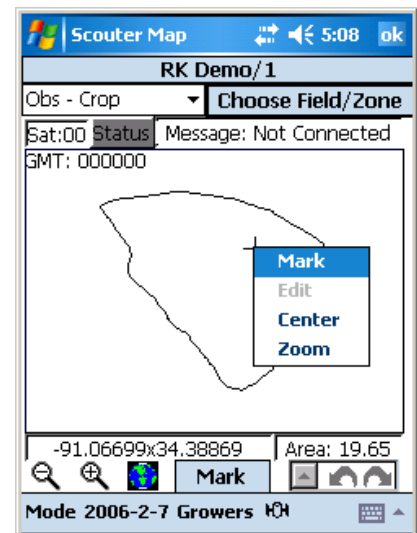 Scouter Map 5:08 ok
RK Demo/1
Obs - Crop Choose Field/Zone
Sat:00 Status Message: Not Connected
GMT: 000000
Mark
Edit
Center
Zoom
-91.06699x34.38869 Area: 19.65
Mark
Mode 2006-2-7 Growers